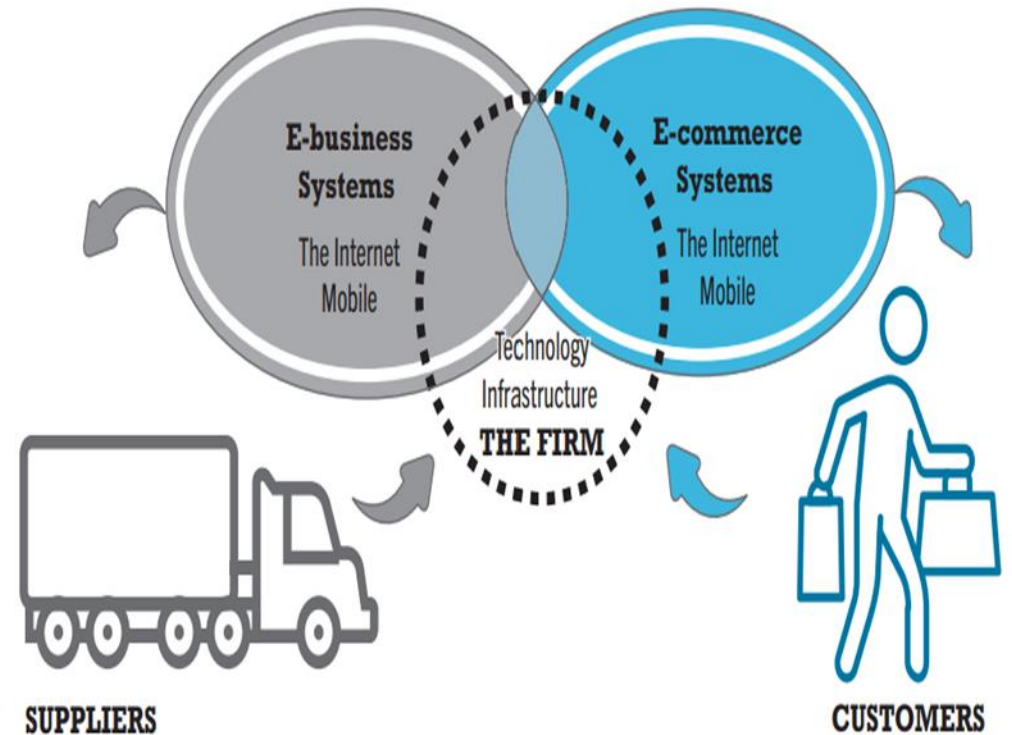 E-business
Systems
The Internet
Mobile
E-commerce
Systems
The Internet
Mobile
Technology
Infrastructure
THE FIRM
SUPPLIERS
CUSTOMERS